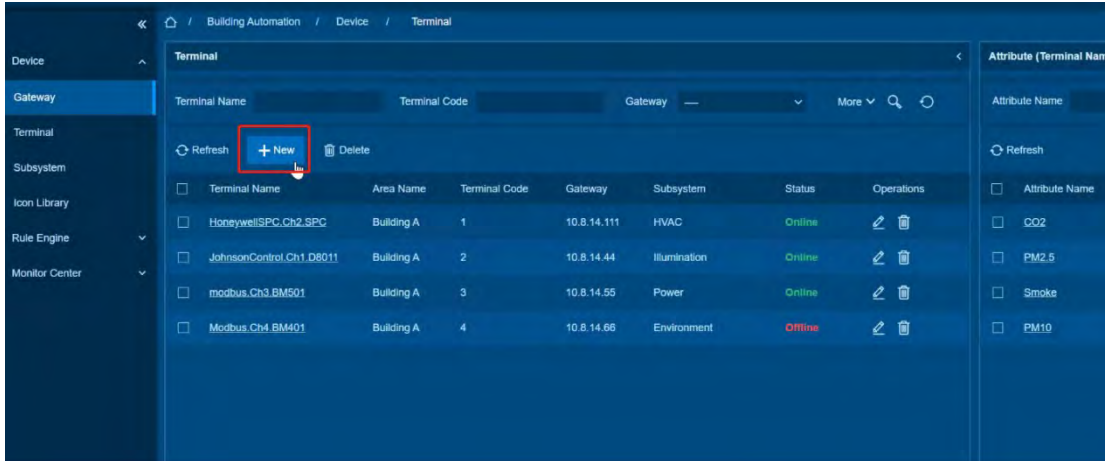 « / Building Automation / Device / Terminal
Device
Gateway
Terminal
Subsystem
Icon Library
Rule Engine
Monitor Center
Terminal <
Terminal Name Terminal Code Gateway — More
Refresh + New Delete
Terminal Name Area Name Terminal Code Gateway Subsystem Status Operations
HoneywellSPC.Ch2.SPC Building A 1 10.8.14.111 HVAC Online
JohnsonControl.Ch1.D8011 Building A 2 10.8.14.44 Illumination Online
modbus.Ch3.BM501 Building A 3 10.8.14.55 Power Online
Modbus.Ch4.BM401 Building A 4 10.8.14.66 Environment Offline
Attribute (Terminal Nam
Attribute Name
Refresh
Attribute Name
CO2
PM2.5
Smoke
PM10